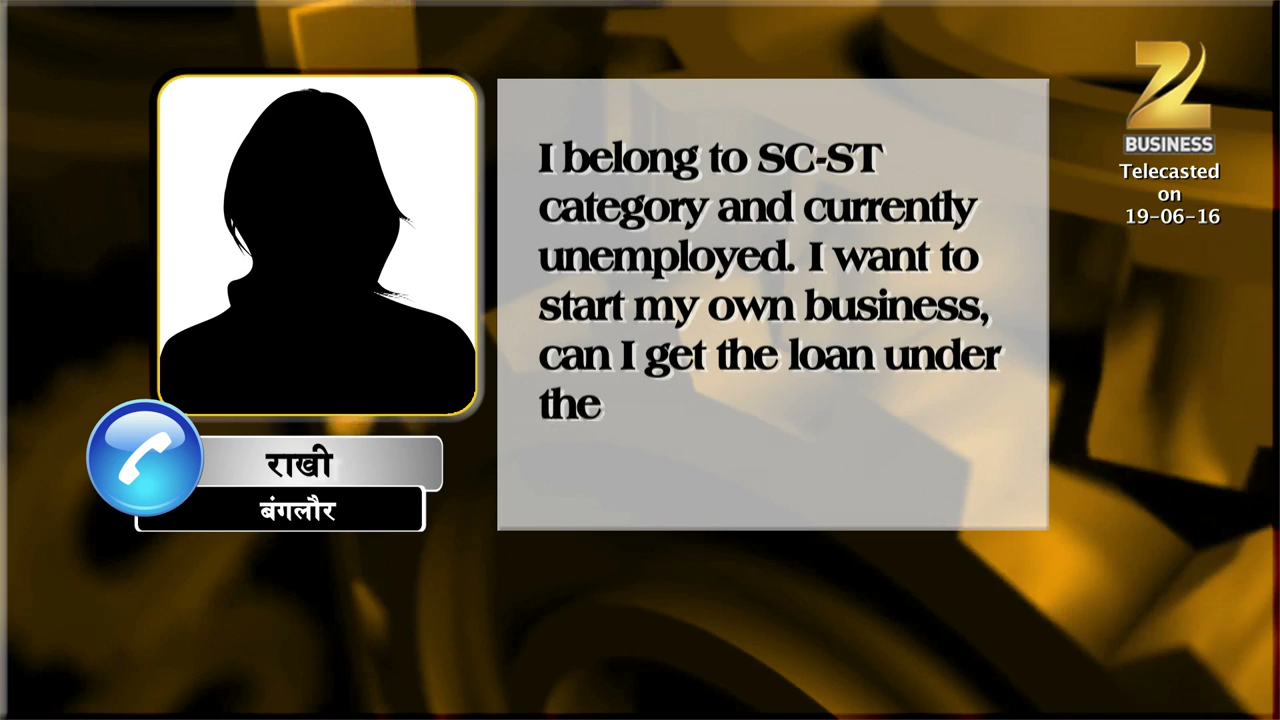 I belong to SC-ST
category and currently
unemployed. I want to
start my own business,
can I get the loan under
the
राखी
बंगलौर
Z
BUSINESS
Telecasted
on
19-06-16